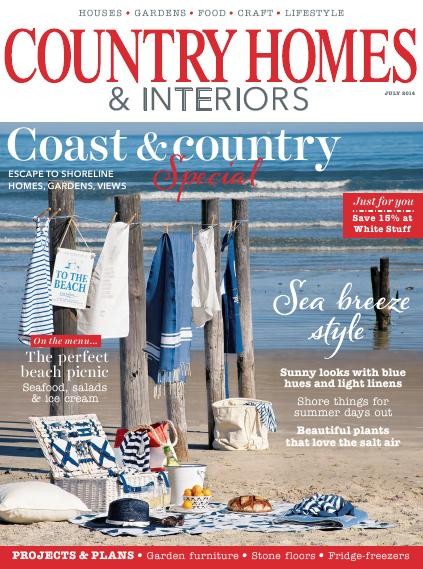 HOUSES • GARDENS • FOOD • CRAFT • LIFESTYLE
COUNTRY HOMES
& INTERIORS
JULY 2014
Coast & country
Special
ESCAPE TO SHORELINE
HOMES, GARDENS, VIEWS
Just for you
Save 15% at
White Stuff
TO THE
BEACH
Sea breeze
style
On the menu...
The perfect
beach picnic
Seafood, salads
& ice cream
Sunny looks with blue
hues and light linens
Shore things for
summer days out
Beautiful plants
that love the salt air
PROJECTS & PLANS • Garden furniture • Stone floors • Fridge-freezers